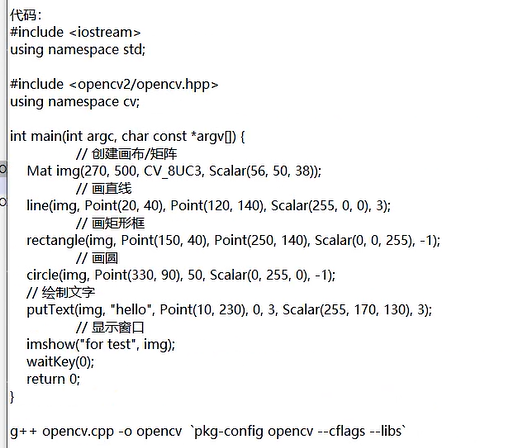 代码：
#include <iostream>
using namespace std;

#include <opencv2/opencv.hpp>
using namespace cv;

int main(int argc, char const *argv[]) {
// 创建画布/矩阵
Mat img(270, 500, CV_8UC3, Scalar(56, 50, 38));
// 画直线
line(img, Point(20, 40), Point(120, 140), Scalar(255, 0, 0), 3);
// 画矩形框
rectangle(img, Point(150, 40), Point(250, 140), Scalar(0, 0, 255), -1);
// 画圆
circle(img, Point(330, 90), 50, Scalar(0, 255, 0), -1);
// 绘制文字
putText(img, "hello", Point(10, 230), 0, 3, Scalar(255, 170, 130), 3);
// 显示窗口
imshow("for test", img);
waitKey(0);
return 0;
}

g++ opencv.cpp -o opencv `pkg-config opencv --cflags --libs`